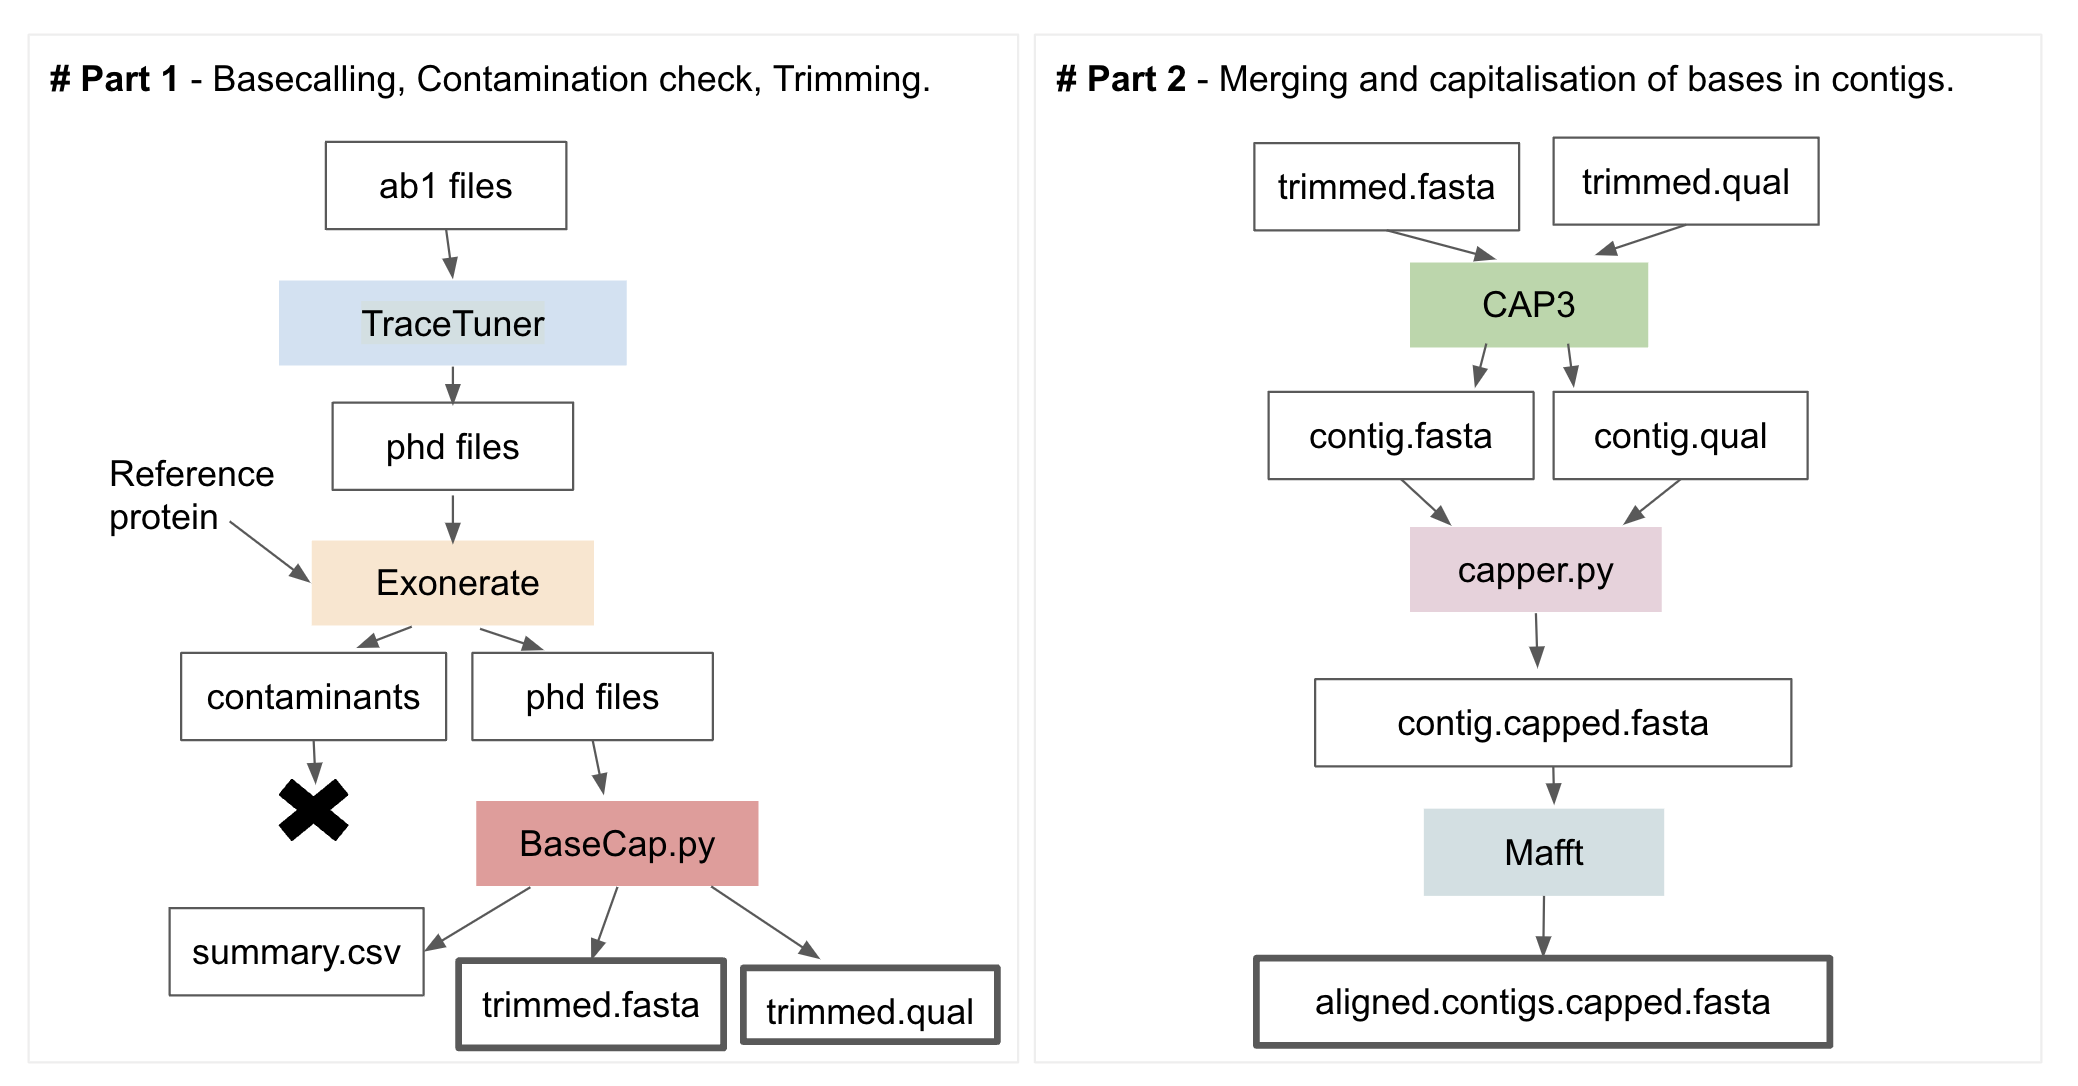 # Part 1 - Basecalling, Contamination check, Trimming.
ab1 files
TraceTuner
phd files
Reference
protein
Exonerate
contaminants
phd files
BaseCap.py
summary.csv
trimmed.fasta
trimmed.qual
# Part 2 - Merging and capitalisation of bases in contigs.
trimmed.fasta
trimmed.qual
CAP3
contig.fasta
contig.qual
capper.py
contig.capped.fasta
Mafft
aligned.contigs.capped.fasta